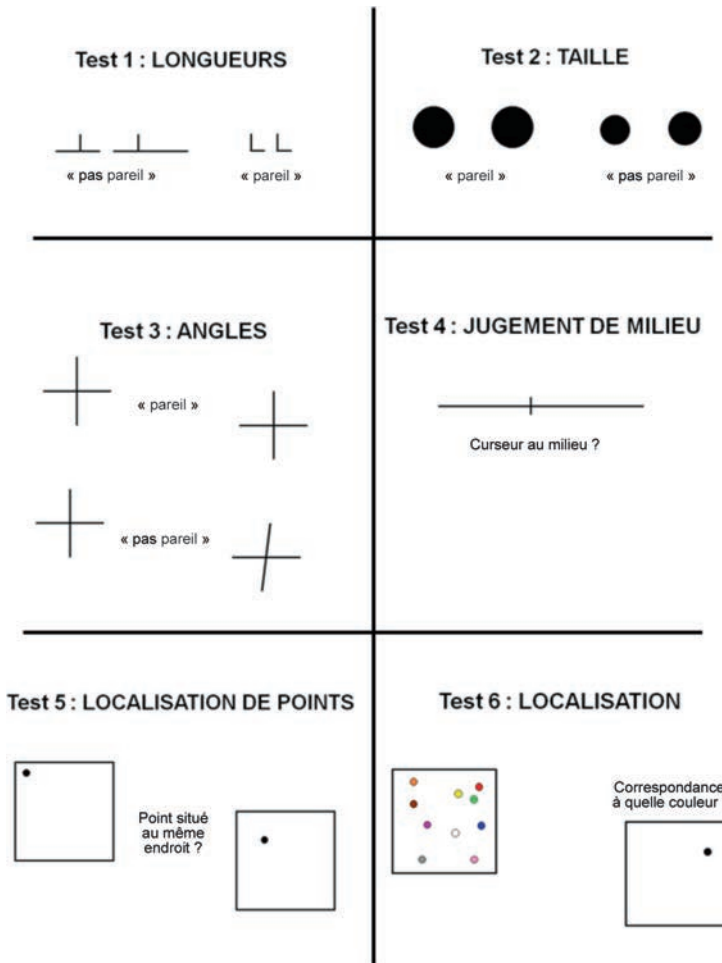 Test 1 : LONGUEURS
« pas pareil »
« pareil »
Test 2 : TAILLE
« pareil »
« pas pareil »
Test 3 : ANGLES
« pareil »
« pas pareil »
Test 4 : JUGEMENT DE MILIEU
Curseur au milieu ?
Test 5 : LOCALISATION DE POINTS
Point situé
au même
endroit ?
Test 6 : LOCALISATION
Correspondance
à quelle couleur